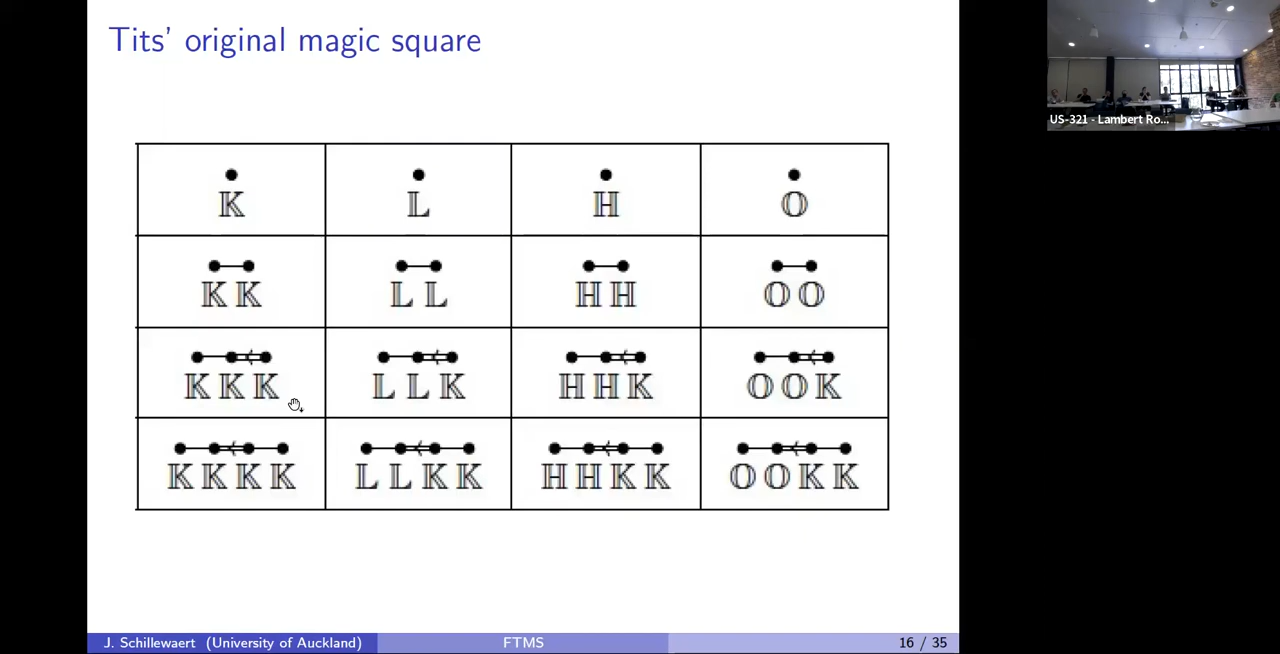 Tits' original magic square
𝕂 𝕃 ℍ 𝕆
𝕂 𝕂 𝕃 𝕃 ℍ ℍ 𝕆 𝕆
𝕂 𝕂 𝕂 𝕃 𝕃 𝕂 ℍ ℍ 𝕂 𝕆 𝕆 𝕂
𝕂 𝕂 𝕂 𝕂 𝕃 𝕃 𝕂 𝕂 ℍ ℍ 𝕂 𝕂 𝕆 𝕆 𝕂 𝕂
J. Schillewaert (University of Auckland) FTMS 16 / 35
US-321 - Lambert Ro...